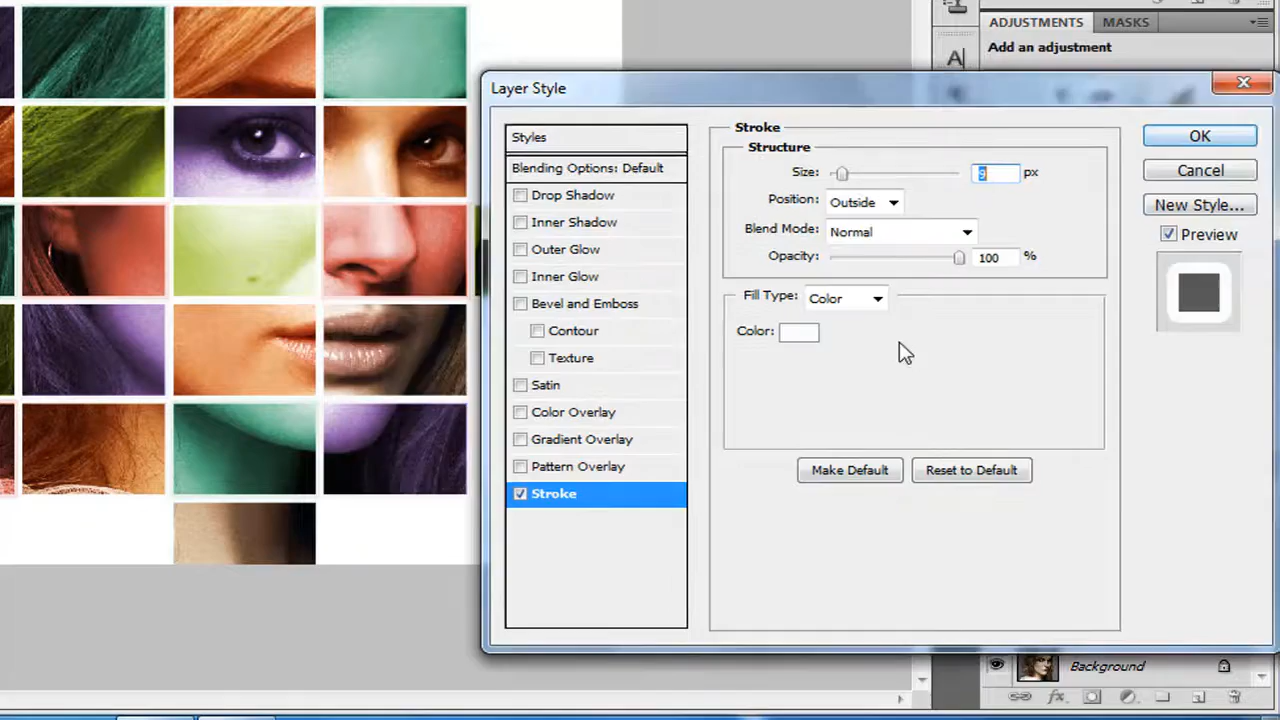 ADJUSTMENTS MASKS
Add an adjustment
A
Layer Style
Styles
Blending Options: Default
Drop Shadow
Inner Shadow
Outer Glow
Inner Glow
Bevel and Emboss
Contour
Texture
Satin
Color Overlay
Gradient Overlay
Pattern Overlay
Stroke
Stroke
Structure
Size: 9 px
Position: Outside
Blend Mode: Normal
Opacity: 100 %
Fill Type: Color
Color:
Make Default Reset to Default
OK
Cancel
New Style...
Preview
Background
fx